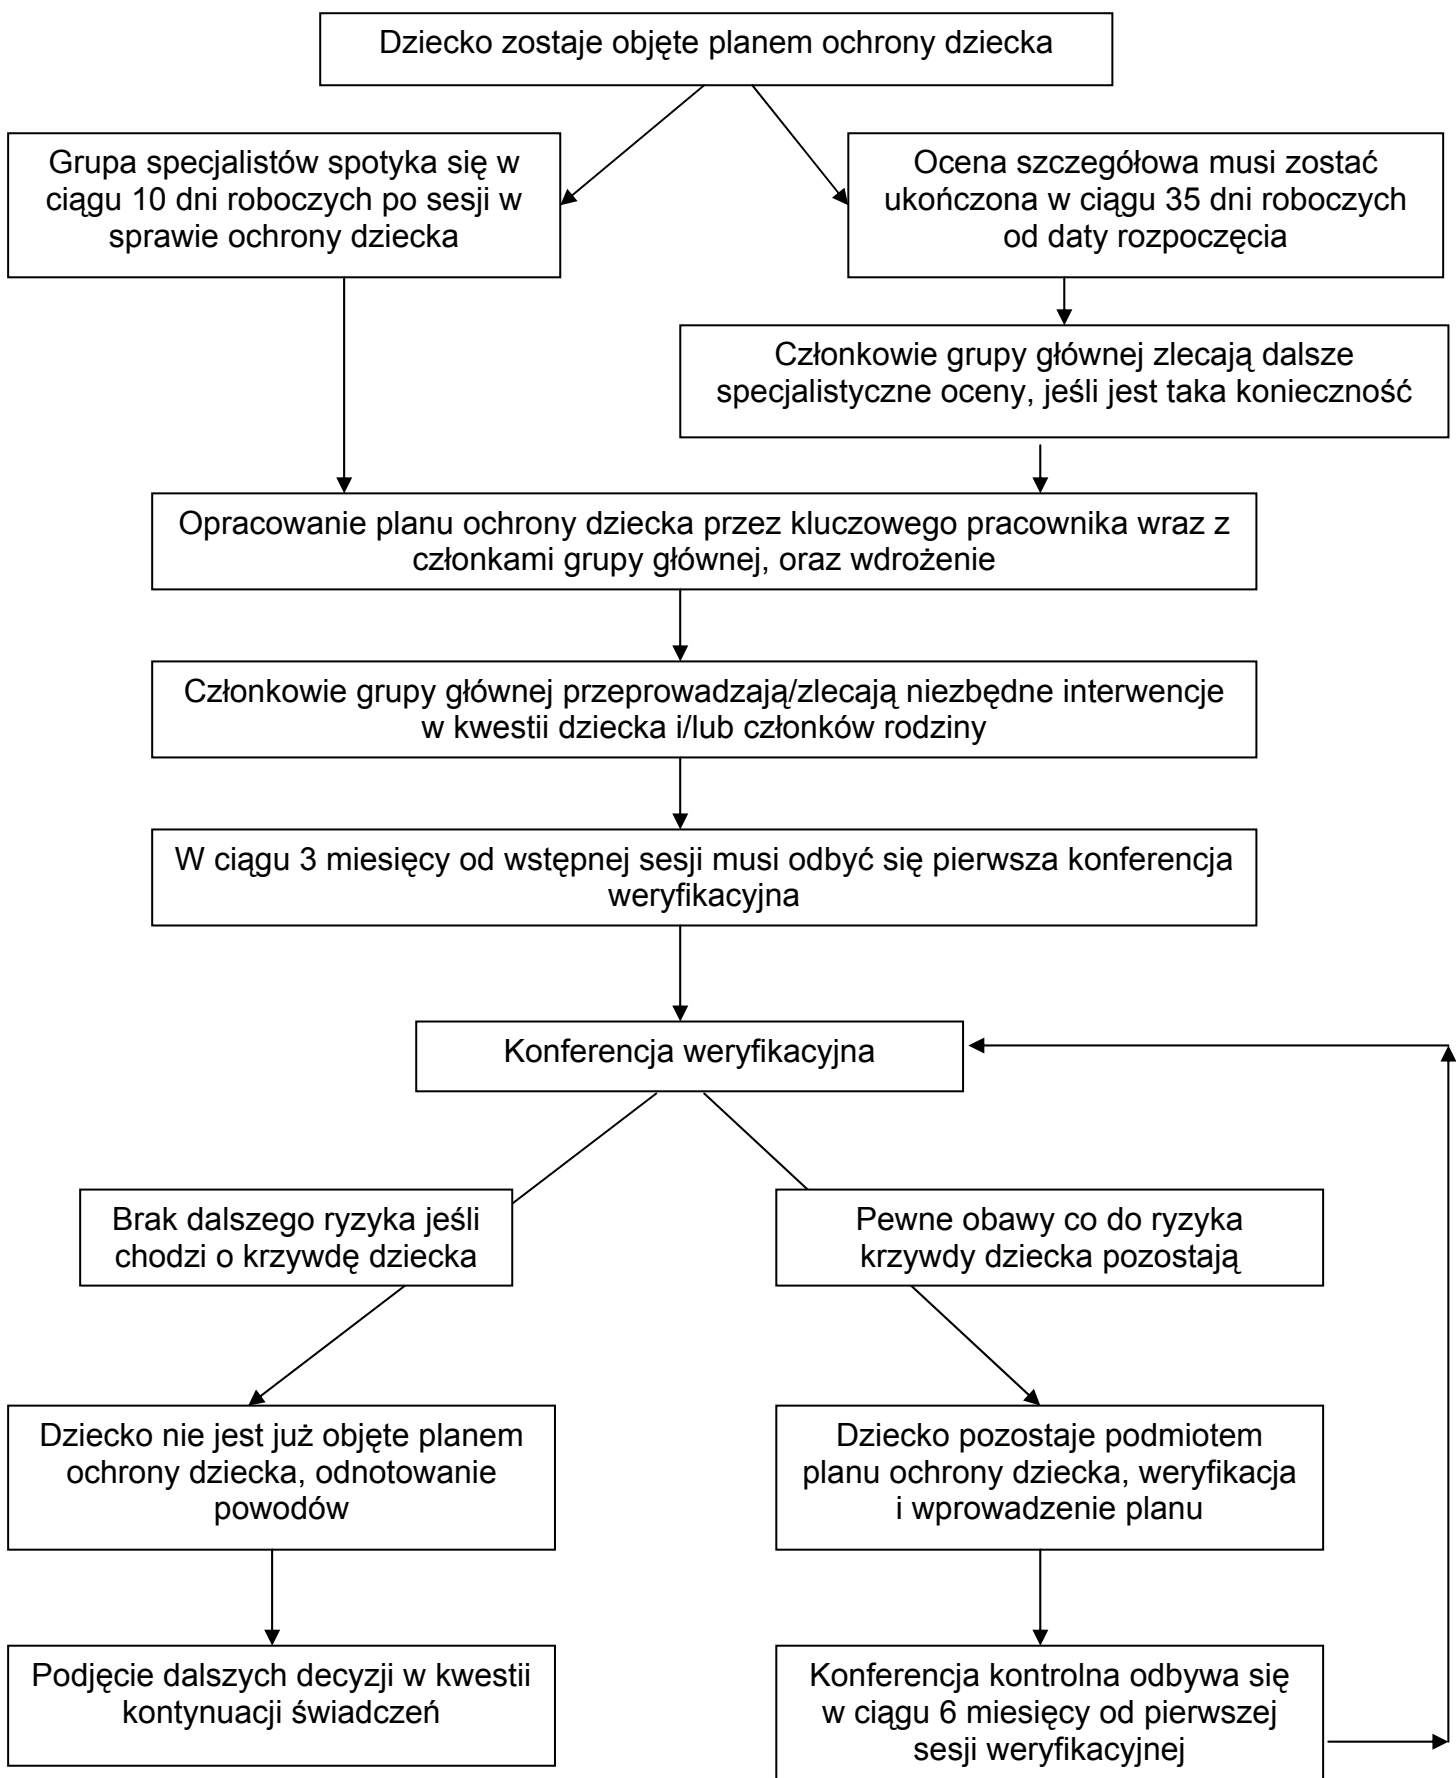 Dziecko zostaje objęte planem ochrony dziecka
Grupa specjalistów spotyka się w
ciągu 10 dni roboczych po sesji w
sprawie ochrony dziecka
Ocena szczegółowa musi zostać
ukończona w ciągu 35 dni roboczych
od daty rozpoczęcia
Członkowie grupy głównej zlecają dalsze
specjalistyczne oceny, jeśli jest taka konieczność
Opracowanie planu ochrony dziecka przez kluczowego pracownika wraz z
członkami grupy głównej, oraz wdrożenie
Członkowie grupy głównej przeprowadzają/zlecają niezbędne interwencje
w kwestii dziecka i/lub członków rodziny
W ciągu 3 miesięcy od wstępnej sesji musi odbyć się pierwsza konferencja
weryfikacyjna
Konferencja weryfikacyjna
Brak dalszego ryzyka jeśli
chodzi o krzywdę dziecka
Pewne obawy co do ryzyka
krzywdy dziecka pozostają
Dziecko nie jest już objęte planem
ochrony dziecka, odnotowanie
powodów
Dziecko pozostaje podmiotem
planu ochrony dziecka, weryfikacja
i wprowadzenie planu
Podjęcie dalszych decyzji w kwestii
kontynuacji świadczeń
Konferencja kontrolna odbywa się
w ciągu 6 miesięcy od pierwszej
sesji weryfikacyjnej